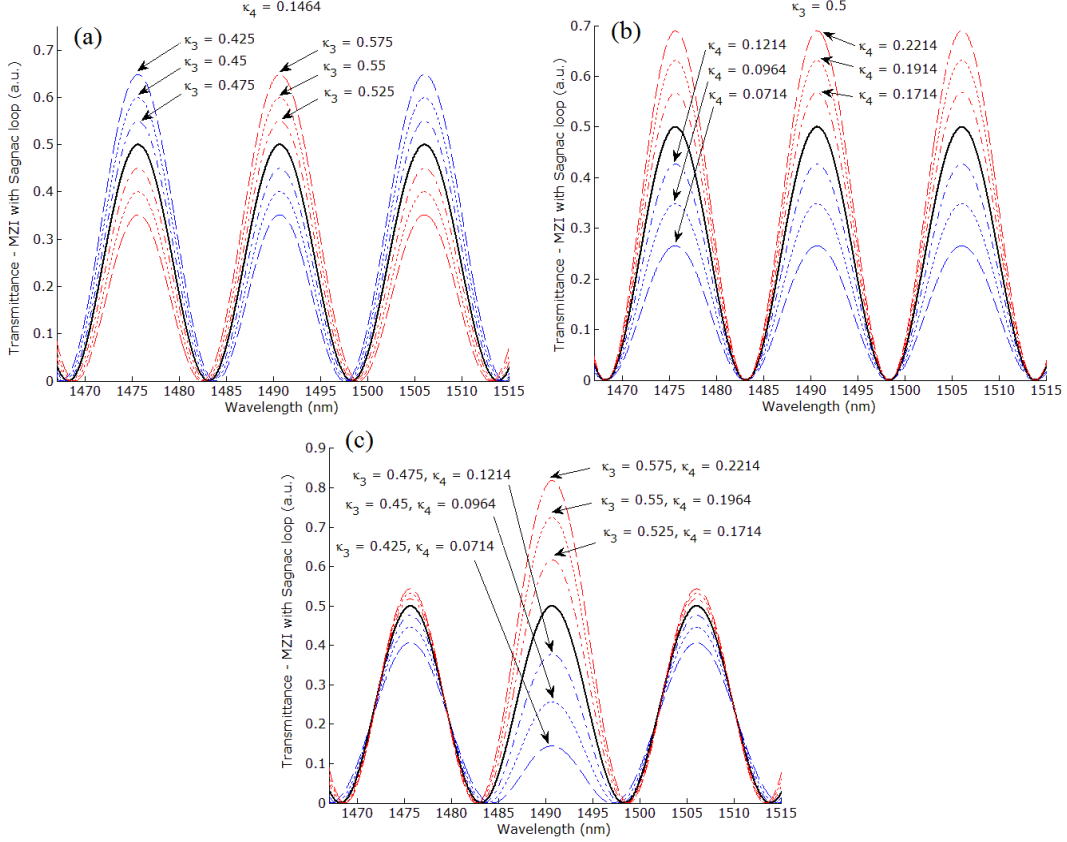 κ4 = 0.1464
(a)
κ3 = 0.425
κ3 = 0.45
κ3 = 0.475
κ3 = 0.575
κ3 = 0.55
κ3 = 0.525
Transmittance - MZI with Sagnac loop (a.u.)
0.7
0.6
0.5
0.4
0.3
0.2
0.1
0
1470 1475 1480 1485 1490 1495 1500 1505 1510 1515
Wavelength (nm)
κ3 = 0.5
(b)
κ4 = 0.1214
κ4 = 0.0964
κ4 = 0.0714
κ4 = 0.2214
κ4 = 0.1914
κ4 = 0.1714
Transmittance - MZI with Sagnac loop (a.u.)
0.7
0.6
0.5
0.4
0.3
0.2
0.1
0
1470 1475 1480 1485 1490 1495 1500 1505 1510 1515
Wavelength (nm)
(c)
κ3 = 0.475, κ4 = 0.1214
κ3 = 0.45, κ4 = 0.0964
κ3 = 0.425, κ4 = 0.0714
κ3 = 0.575, κ4 = 0.2214
κ3 = 0.55, κ4 = 0.1964
κ3 = 0.525, κ4 = 0.1714
Transmittance - MZI with Sagnac loop (a.u.)
0.9
0.8
0.7
0.6
0.5
0.4
0.3
0.2
0.1
0
1470 1475 1480 1485 1490 1495 1500 1505 1510 1515
Wavelength (nm)